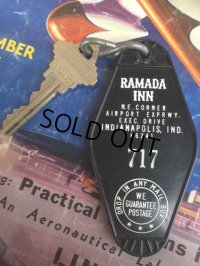 MBER
RAMADA
INN
N.E. CORNER
AIRPORT EXPRWY.
EXEC. DRIVE
INDIANAPOLIS, IND.
SOLD OUT
717
DROP IN ANY MAIL BOX
WE
GUARANTEE
POSTAGE
ing: Practical
An Aeronautical